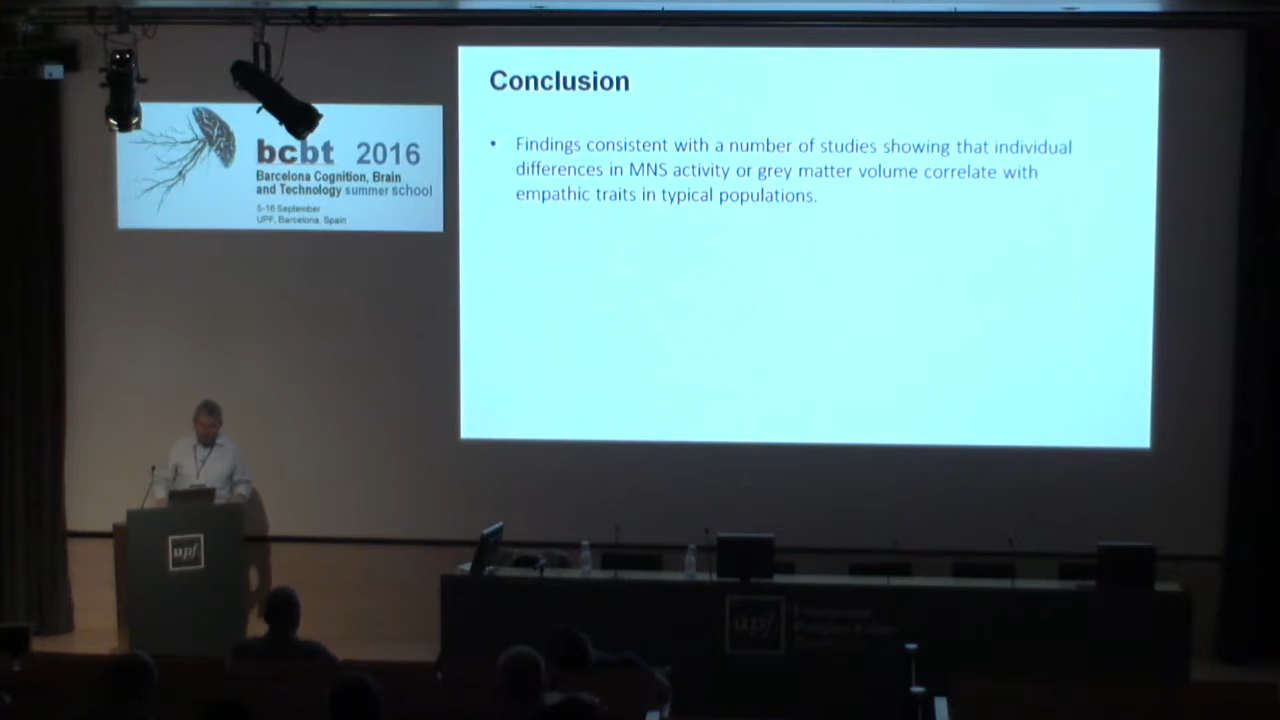 Conclusion
• Findings consistent with a number of studies showing that individual
differences in MNS activity or grey matter volume correlate with
empathic traits in typical populations.
bcbt 2016
Barcelona Cognition, Brain
and Technology summer school
5-16 September
UPF, Barcelona, Spain
upf
upf